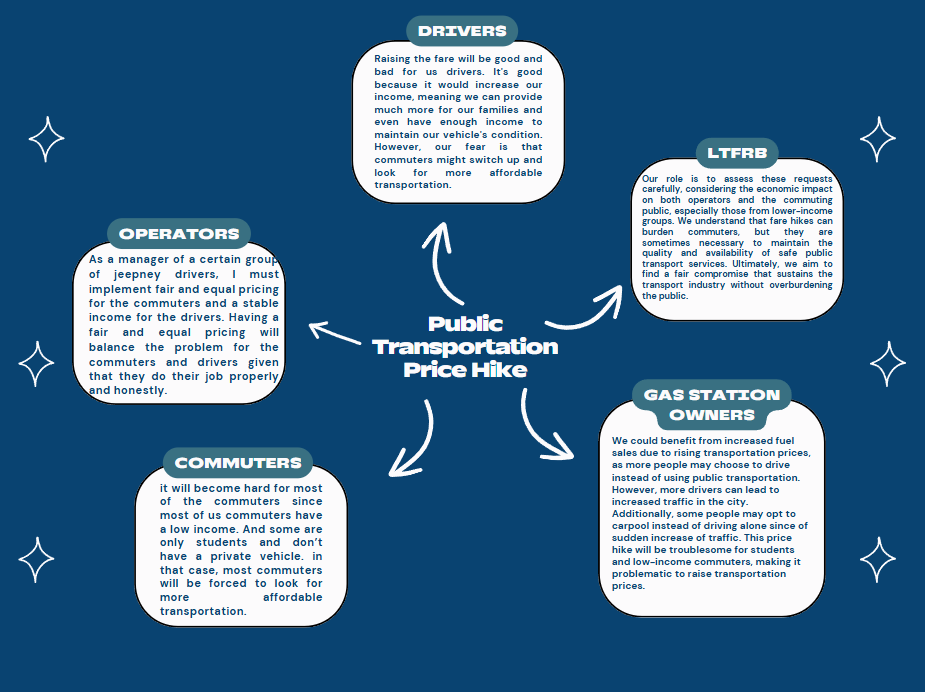 DRIVERS
Raising the fare will be good and
bad for us drivers. It's good
because it would increase our
income, meaning we can provide
much more for our families and
even have enough income to
maintain our vehicle's condition.
However, our fear is that
commuters might switch up and
look for more affordable
transportation.
LTFRB
Our role is to assess these requests
carefully, considering the economic impact
on both operators and the commuting
public, especially those from lower-income
groups. We understand that fare hikes can
burden commuters, but they are
sometimes necessary to maintain the
quality and availability of safe public
transport services. Ultimately, we aim to
find a fair compromise that sustains the
transport industry without overburdening
the public.
OPERATORS
As a manager of a certain group
of jeepney drivers, I must
implement fair and equal pricing
for the commuters and a stable
income for the drivers. Having a
fair and equal pricing will
balance the problem for the
commuters and drivers given
that they do their job properly
and honestly.
Public
Transportation
Price Hike
GAS STATION
OWNERS
We could benefit from increased fuel
sales due to rising transportation prices,
as more people may choose to drive
instead of using public transportation.
However, more drivers can lead to
increased traffic in the city.
Additionally, some people may opt to
carpool instead of driving alone since of
sudden increase of traffic. This price
hike will be troublesome for students
and low-income commuters, making it
problematic to raise transportation
prices.
COMMUTERS
it will become hard for most
of the commuters since
most of us commuters have
a low income. And some are
only students and don't
have a private vehicle. in
that case, most commuters
will be forced to look for
more affordable
transportation.